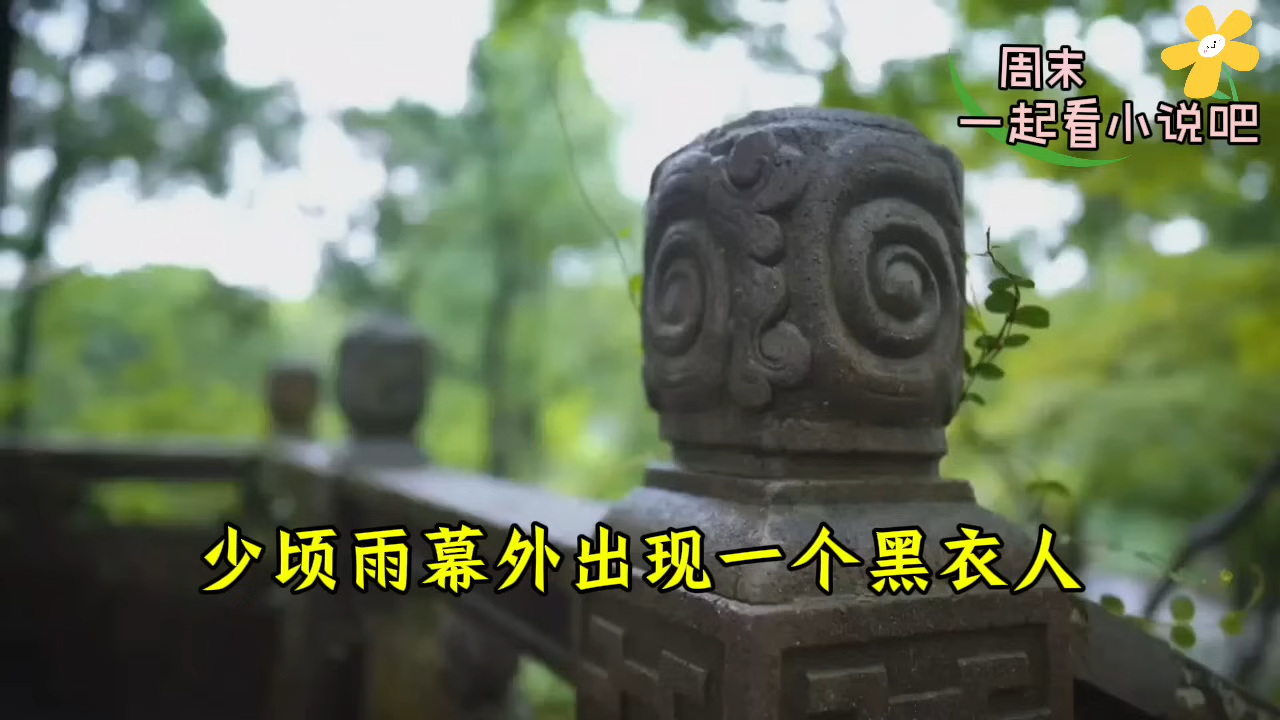 周末
一起看小说吧
少顷雨幕外出现一个黑衣人